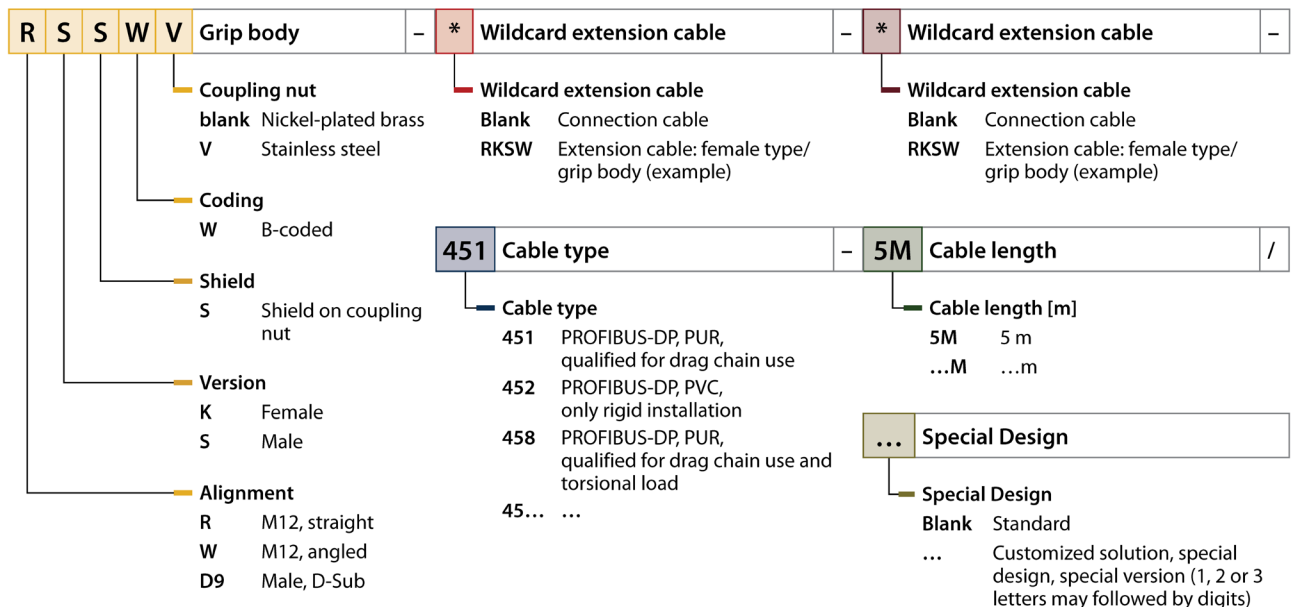 R S S W V Grip body – * Wildcard extension cable – * Wildcard extension cable –
Coupling nut
blank Nickel-plated brass
V Stainless steel
Coding
W B-coded
Shield
S Shield on coupling
nut
Version
K Female
S Male
Alignment
R M12, straight
W M12, angled
D9 Male, D-Sub
Wildcard extension cable
Blank Connection cable
RKSW Extension cable: female type/
grip body (example)
Wildcard extension cable
Blank Connection cable
RKSW Extension cable: female type/
grip body (example)
451 Cable type – 5M Cable length /
Cable type
451 PROFIBUS-DP, PUR,
qualified for drag chain use
452 PROFIBUS-DP, PVC,
only rigid installation
458 PROFIBUS-DP, PUR,
qualified for drag chain use and
torsional load
45… …
Cable length [m]
5M 5 m
…M …m
… Special Design
Special Design
Blank Standard
… Customized solution, special
design, special version (1, 2 or 3
letters may followed by digits)